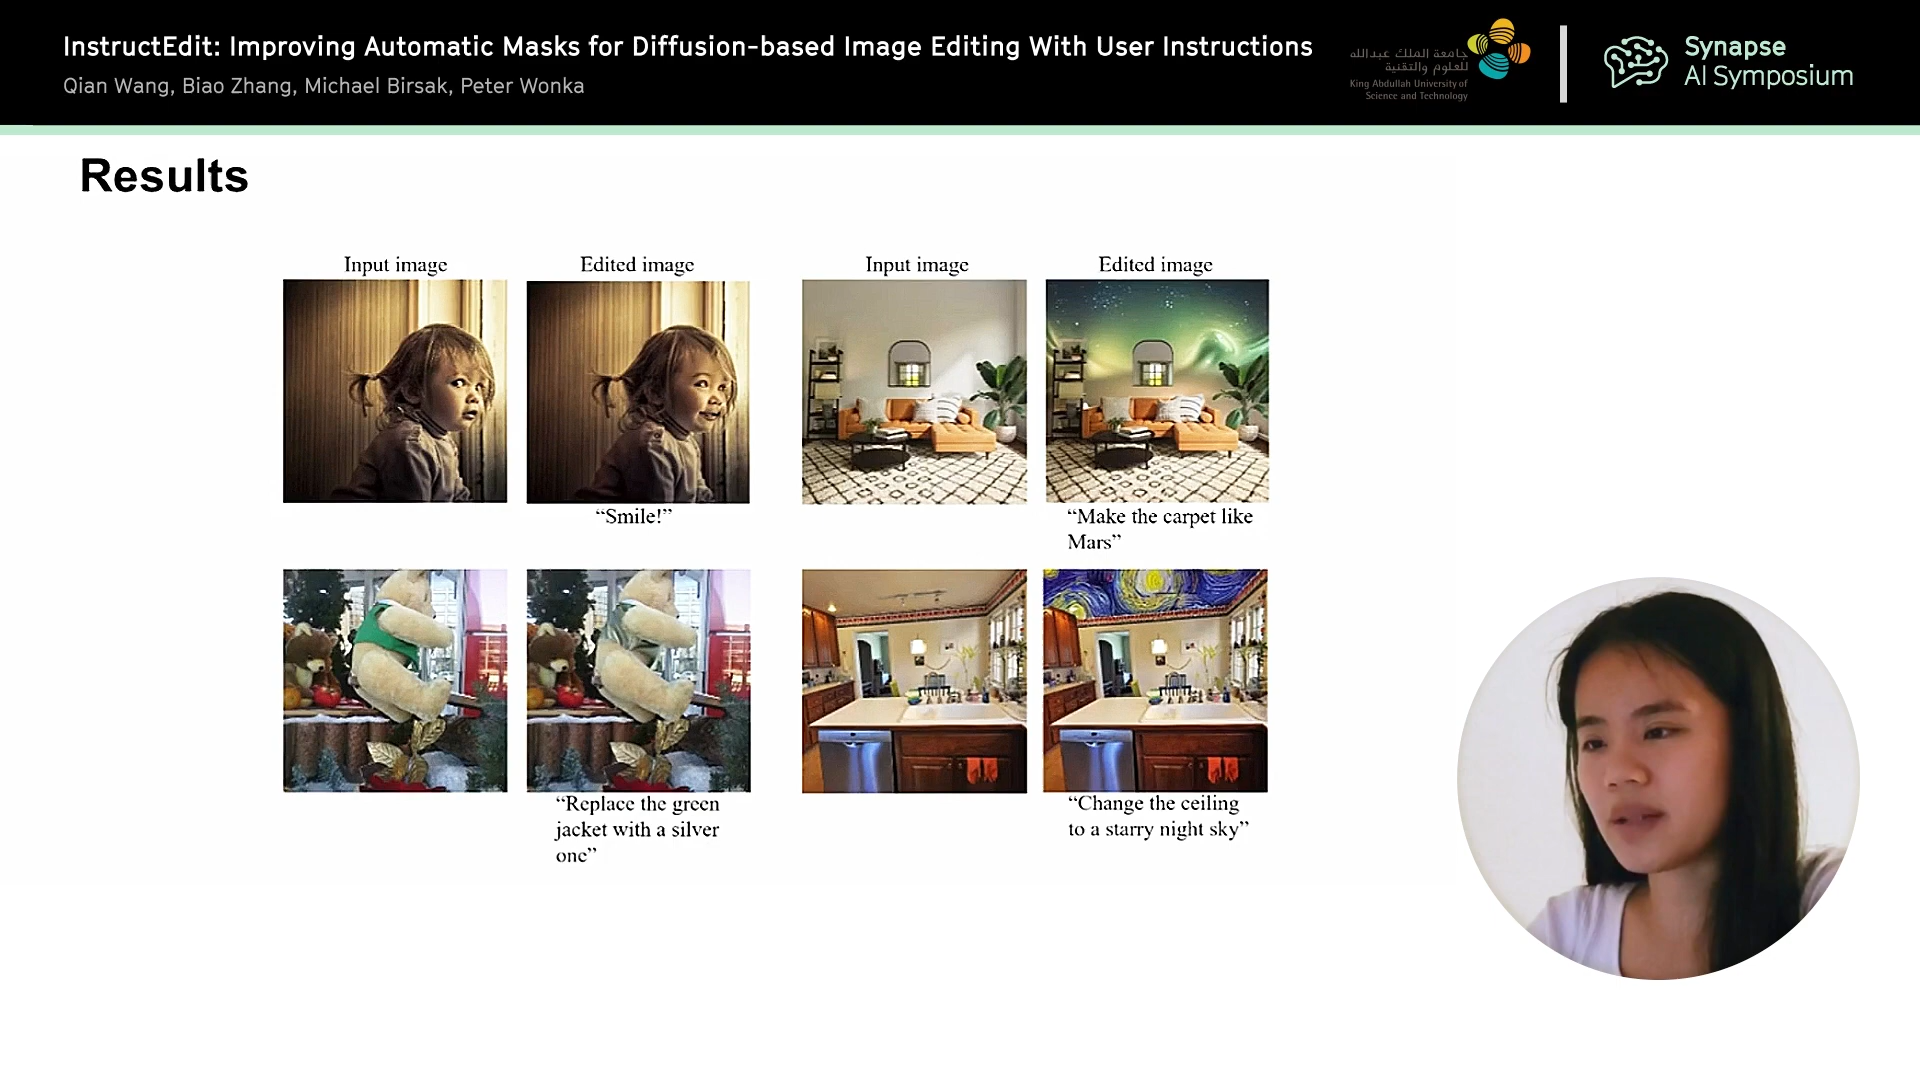 InstructEdit: Improving Automatic Masks for Diffusion-based Image Editing With User Instructions
Qian Wang, Biao Zhang, Michael Birsak, Peter Wonka
جامعة الملك عبدالله
للعلوم والتقنية
King Abdullah University of
Science and Technology
Synapse
AI Symposium
Results
Input image
Edited image
Input image
Edited image
“Smile!”
“Make the carpet like
Mars”
“Replace the green
jacket with a silver
one”
“Change the ceiling
to a starry night sky”